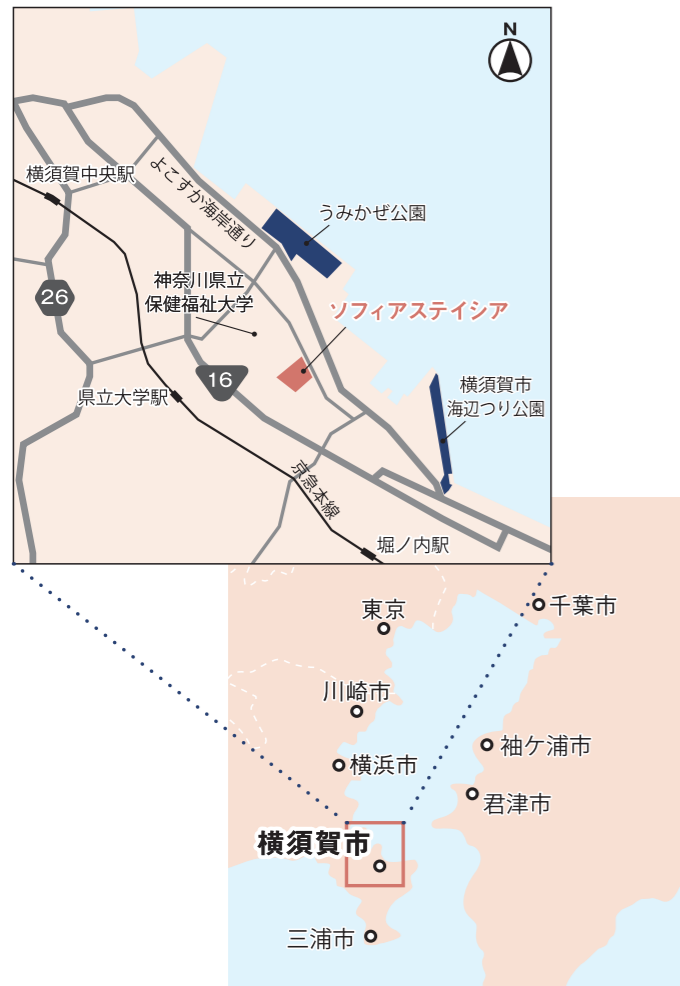 N
横須賀中央駅
よこすか海岸通り
うみかぜ公園
神奈川県立
保健福祉大学
26
ソフィアステイシア
16
横須賀市
海辺つり公園
県立大学駅
京急本線
堀ノ内駅
東京
千葉市
川崎市
袖ケ浦市
横浜市
君津市
横須賀市
三浦市